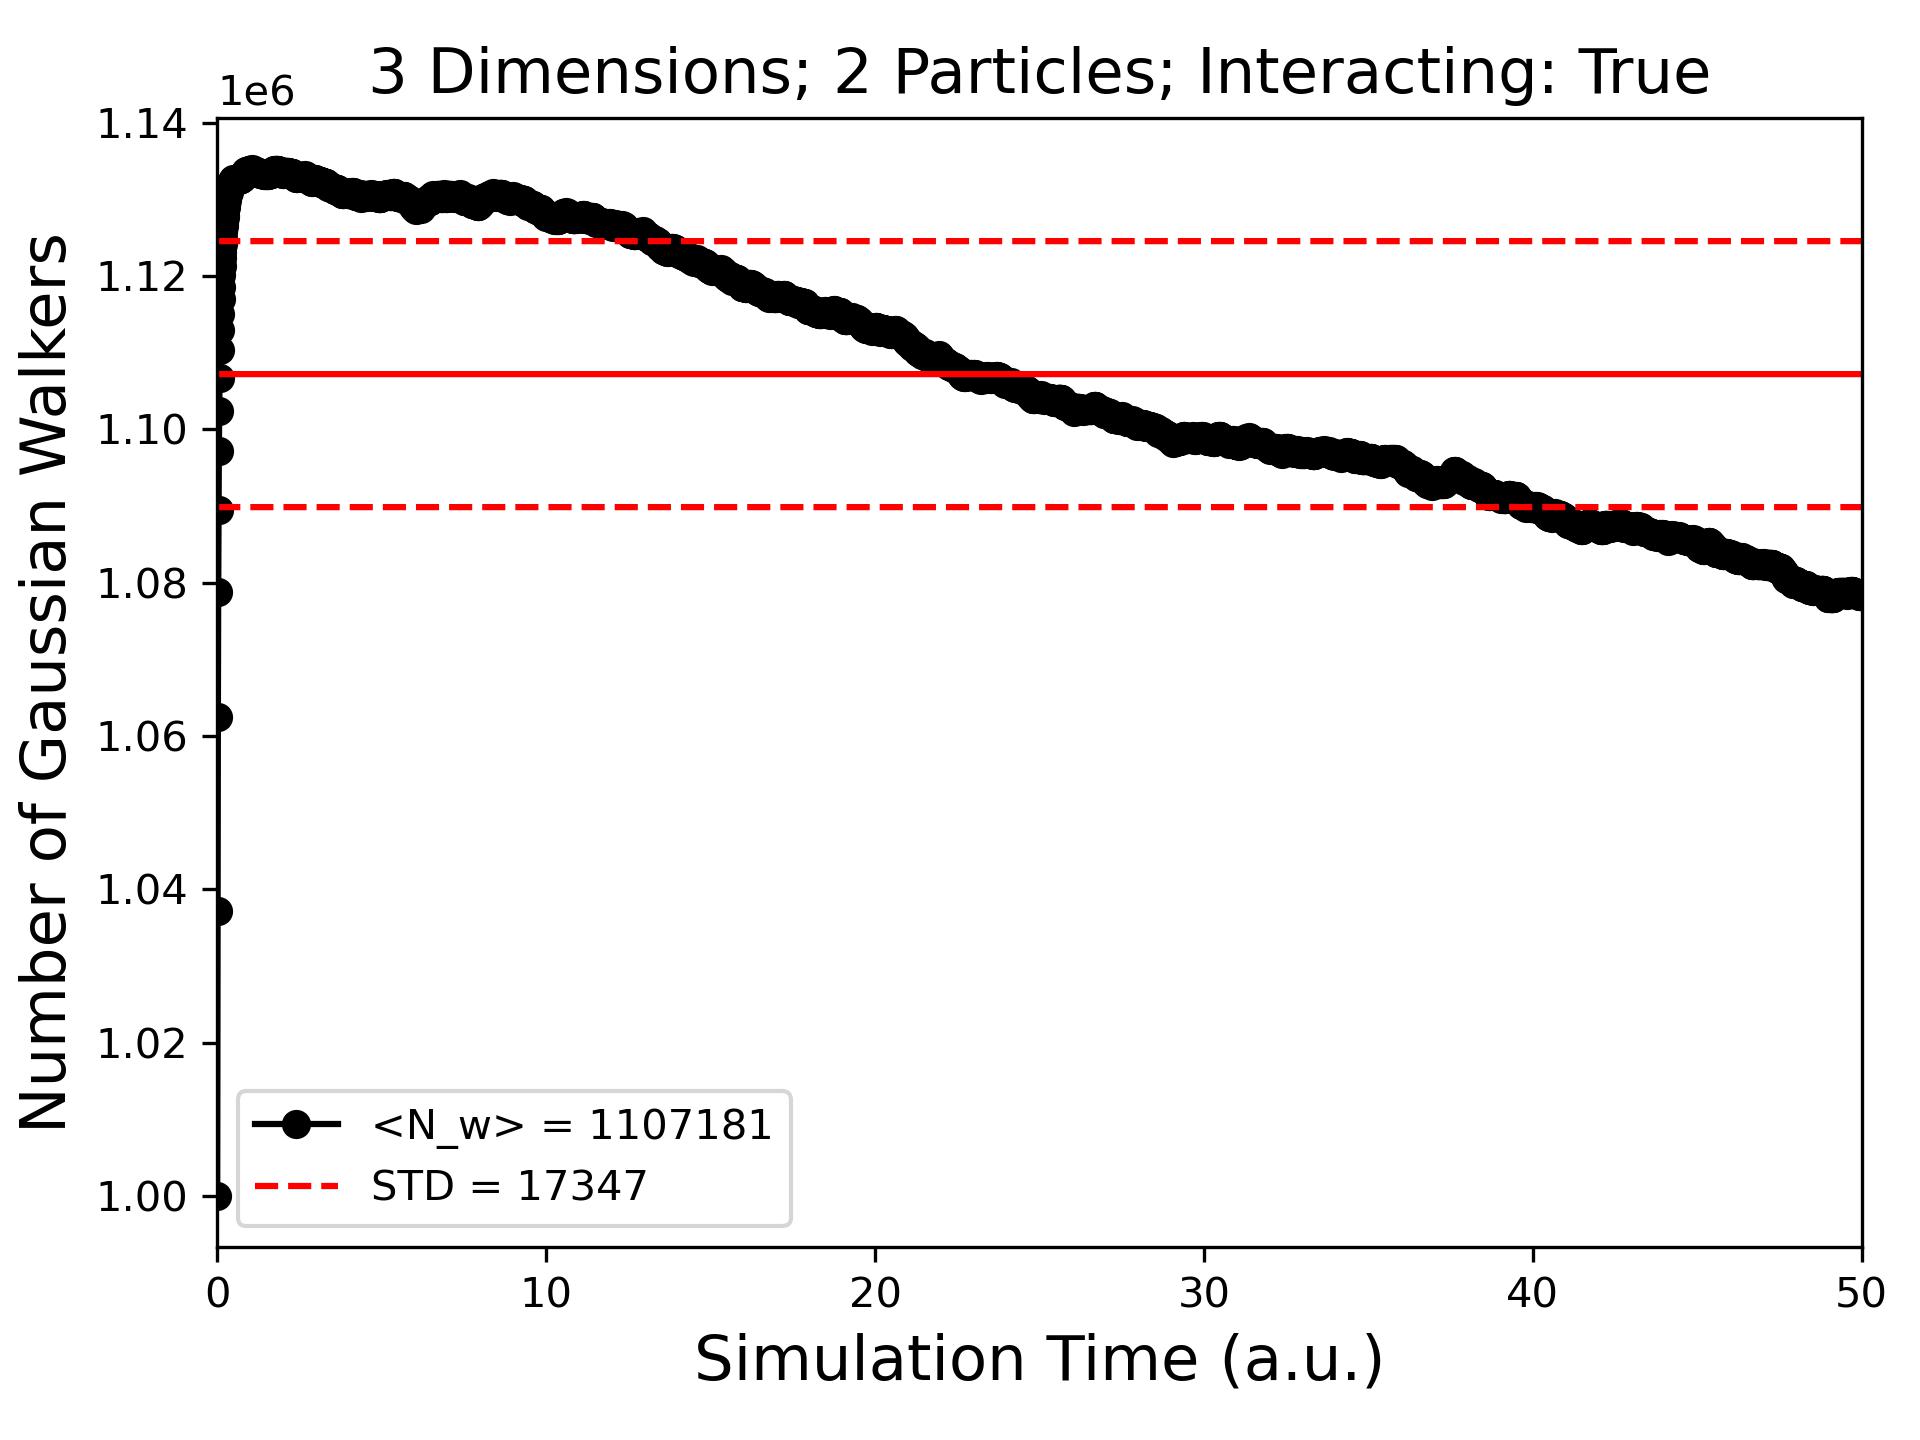 3 Dimensions; 2 Particles; Interacting: True
1e6
1.14
1.12
1.10
1.08
1.06
1.04
1.02
1.00
Number of Gaussian Walkers
<N_w> = 1107181
STD = 17347
0 10 20 30 40 50
Simulation Time (a.u.)